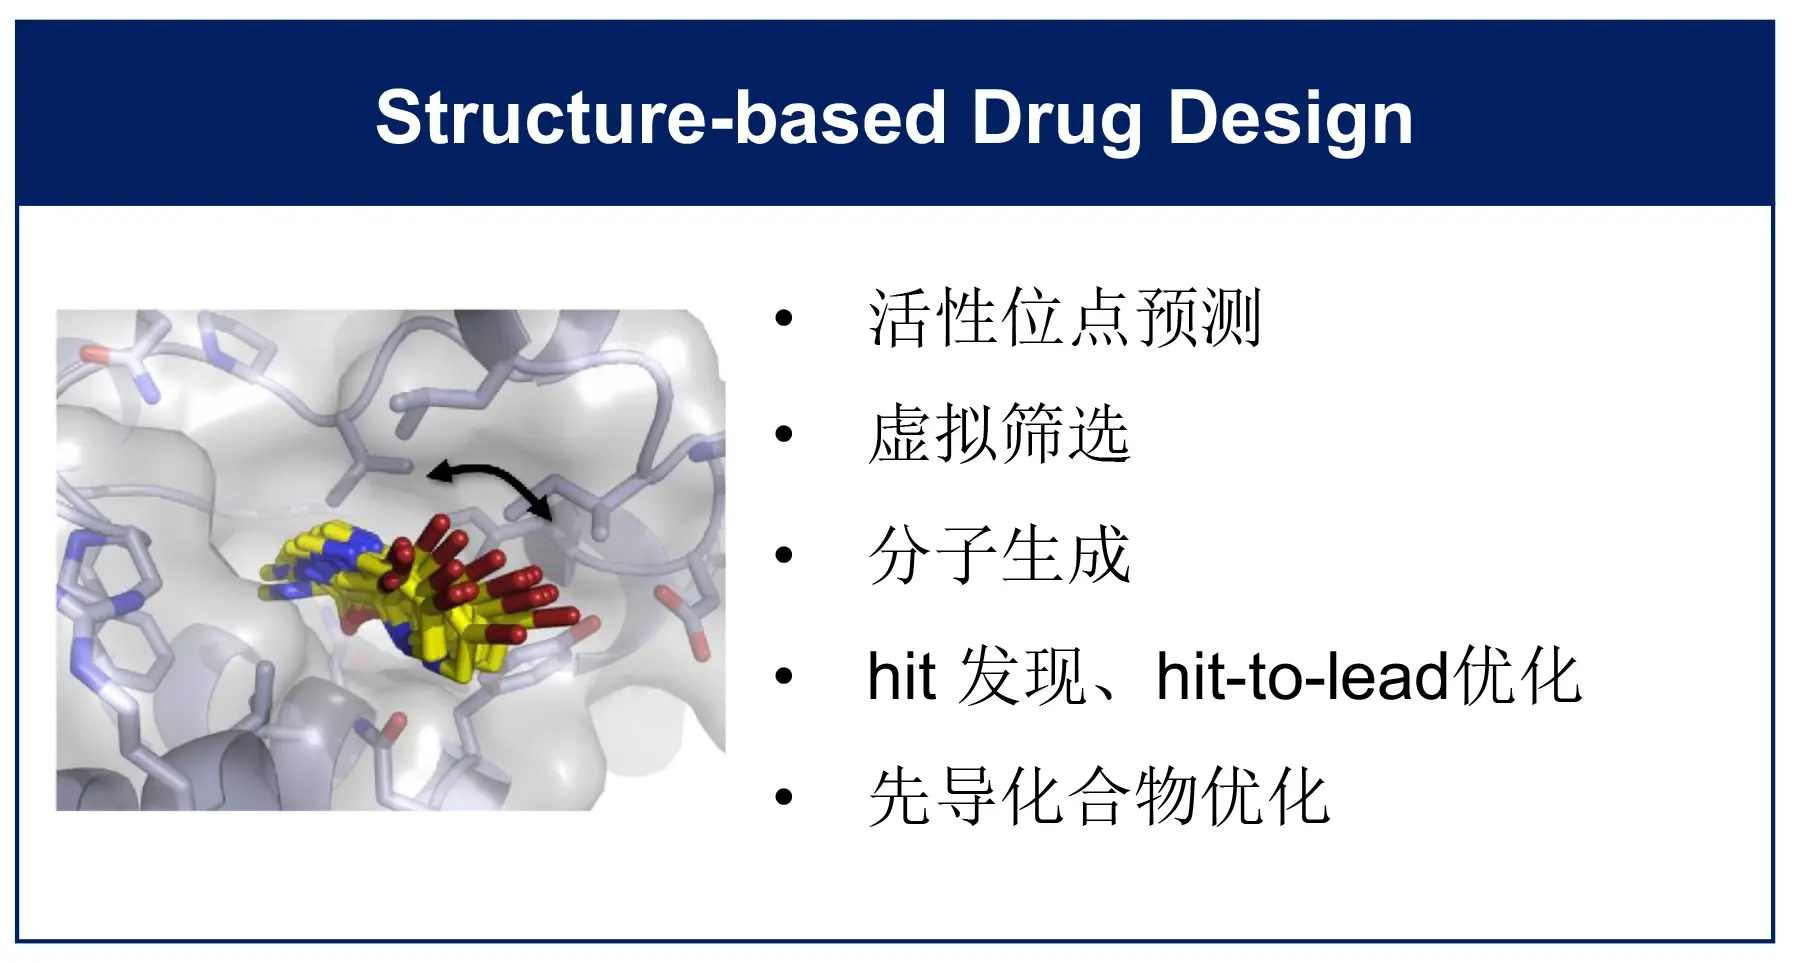 Structure-based Drug Design
• 活性位点预测
• 虚拟筛选
• 分子生成
• hit 发现、hit-to-lead优化
• 先导化合物优化